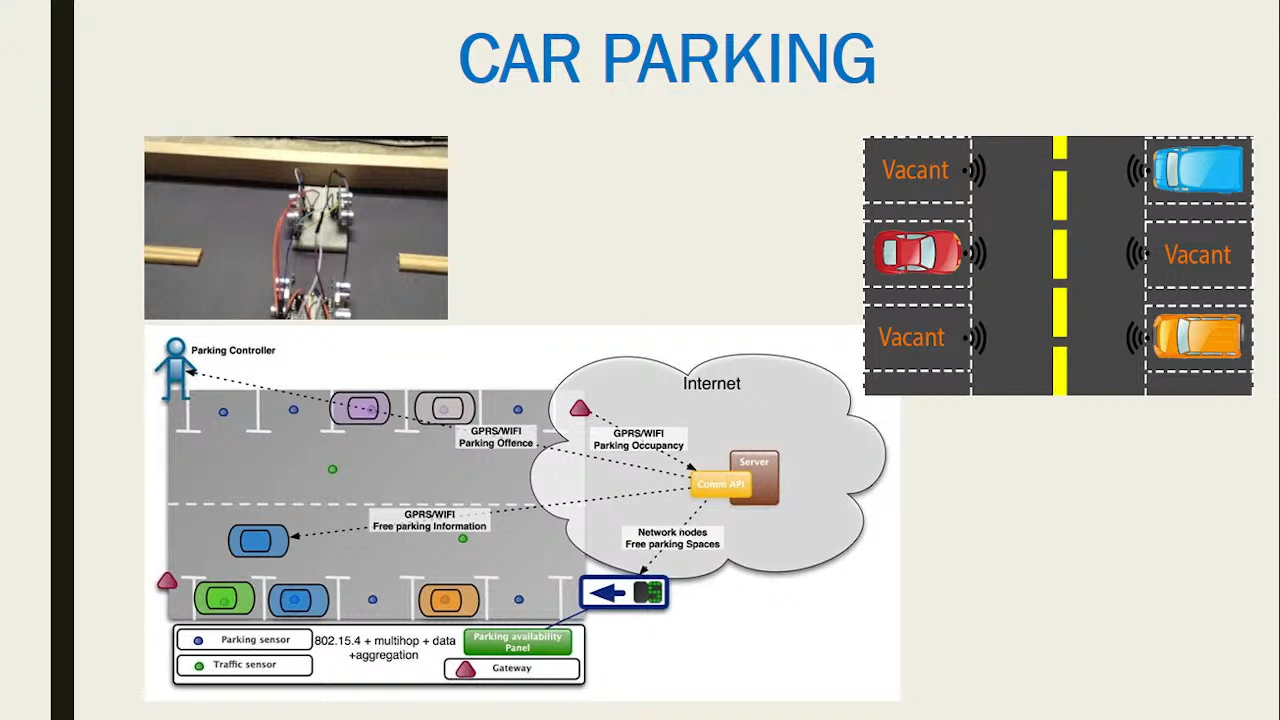 CAR PARKING
Vacant
Vacant
Vacant
Parking Controller
Internet
GPRS/WIFI
Parking Offence
GPRS/WIFI
Parking Occupancy
Server
Comm API
GPRS/WIFI
Free parking Information
Network nodes
Free parking Spaces
Parking sensor
Traffic sensor
802.15.4 + multihop + data
+aggregation
Parking availability
Panel
Gateway